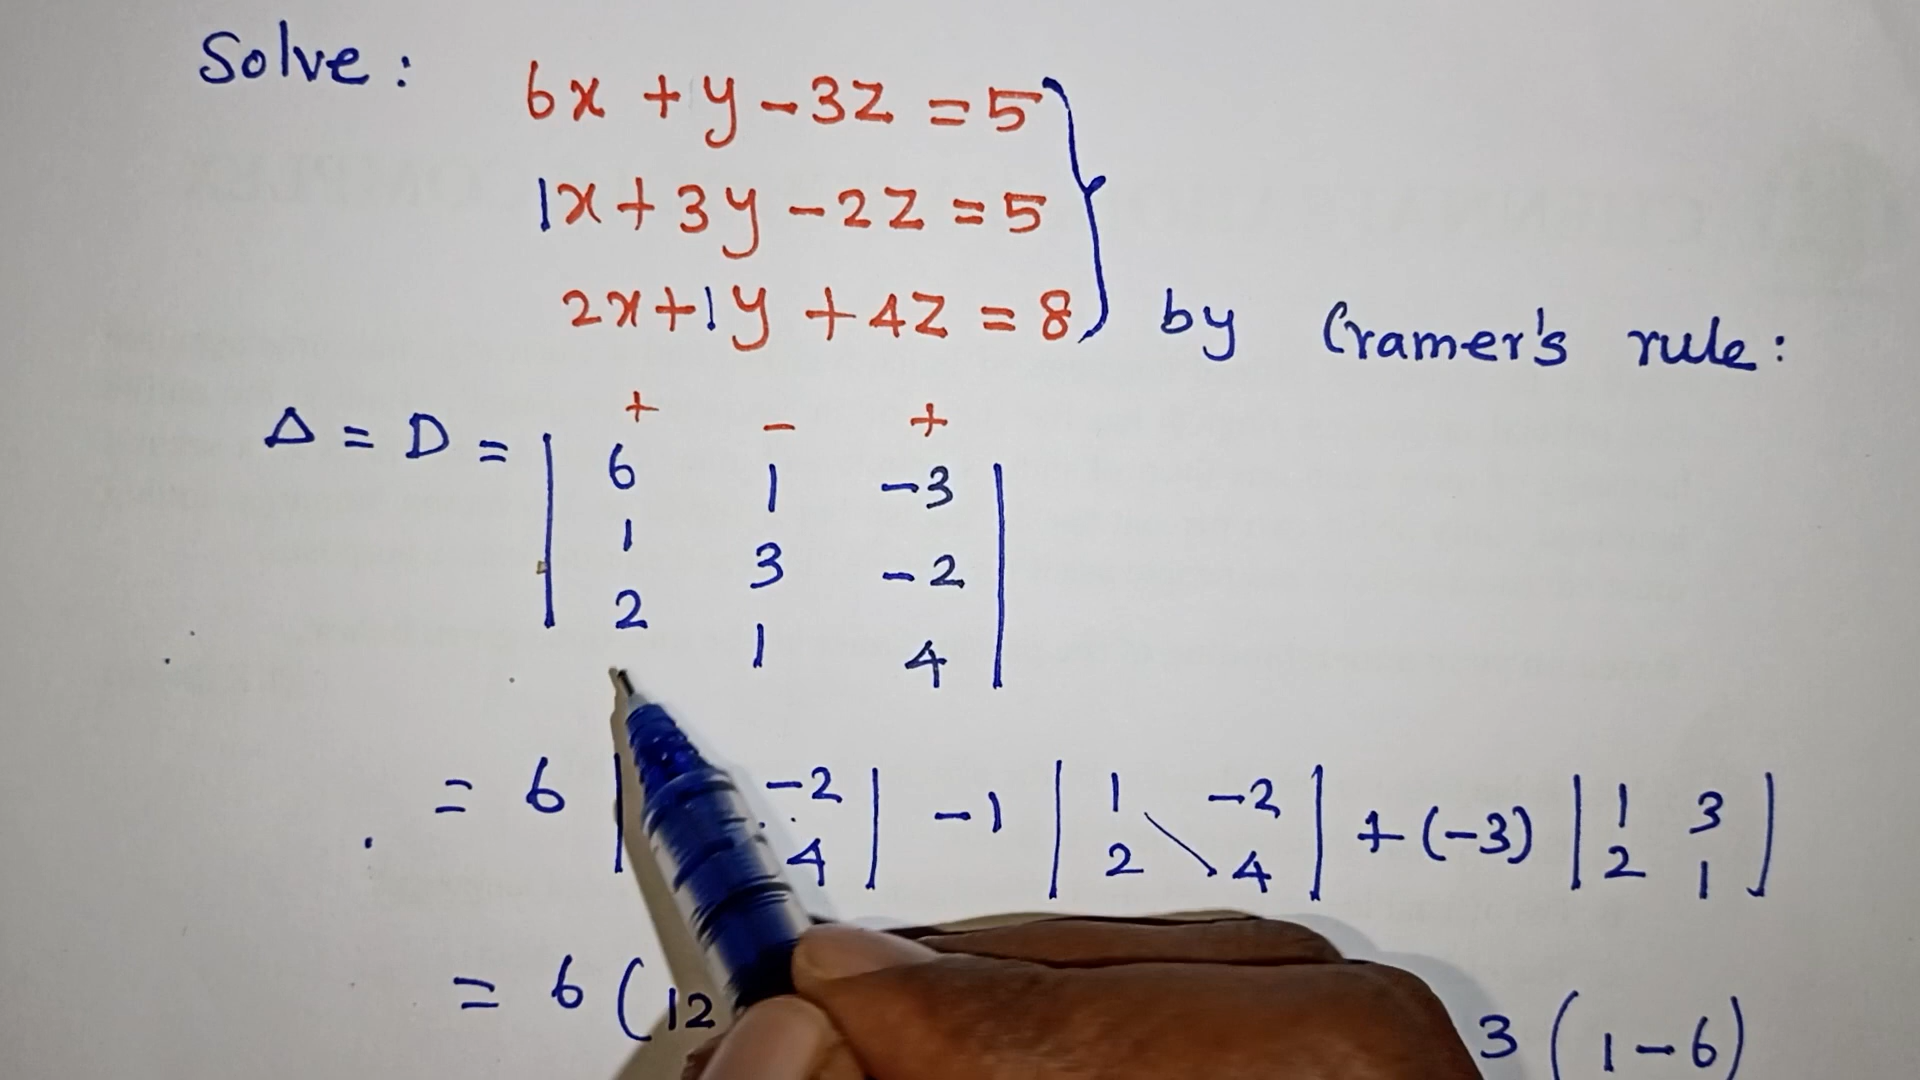 Solve:
6x + y - 3z = 5
1x + 3y - 2z = 5
2x + 1y + 4z = 8 by Cramer's rule:
+ - +
Δ = D = | 6 1 -3 |
1 3 -2
2 1 4
= 6 | -2 | -1 | 1 -2 | + (-3) | 1 3 |
4 2 4 2 1
= 6 (12 3 (1-6)